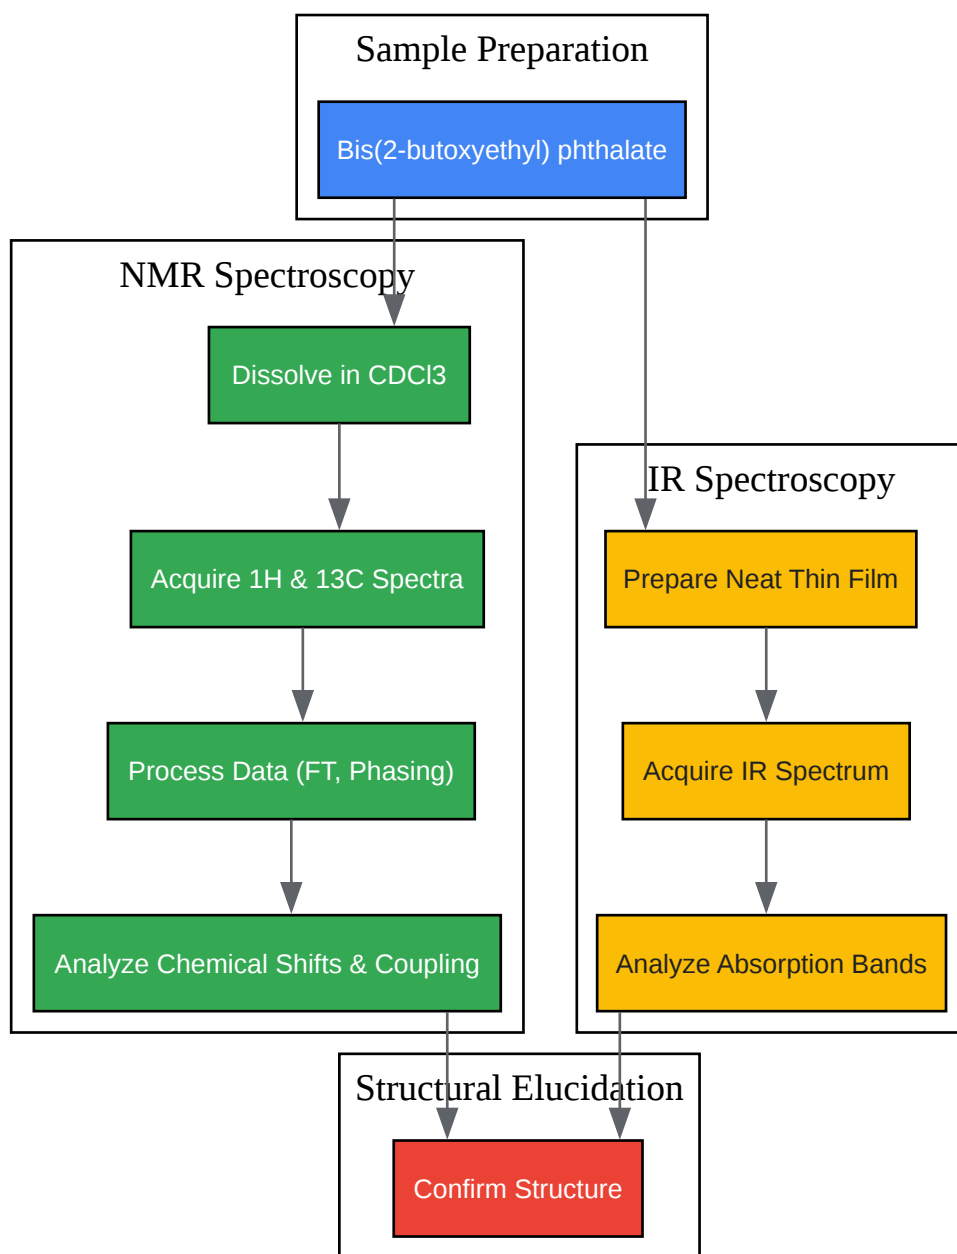 Sample Preparation
Bis(2-butoxyethyl) phthalate
NMR Spectroscopy
Dissolve in CDCl3
Acquire 1H & 13C Spectra
Process Data (FT, Phasing)
Analyze Chemical Shifts & Coupling
IR Spectroscopy
Prepare Neat Thin Film
Acquire IR Spectrum
Analyze Absorption Bands
Structural Elucidation
Confirm Structure